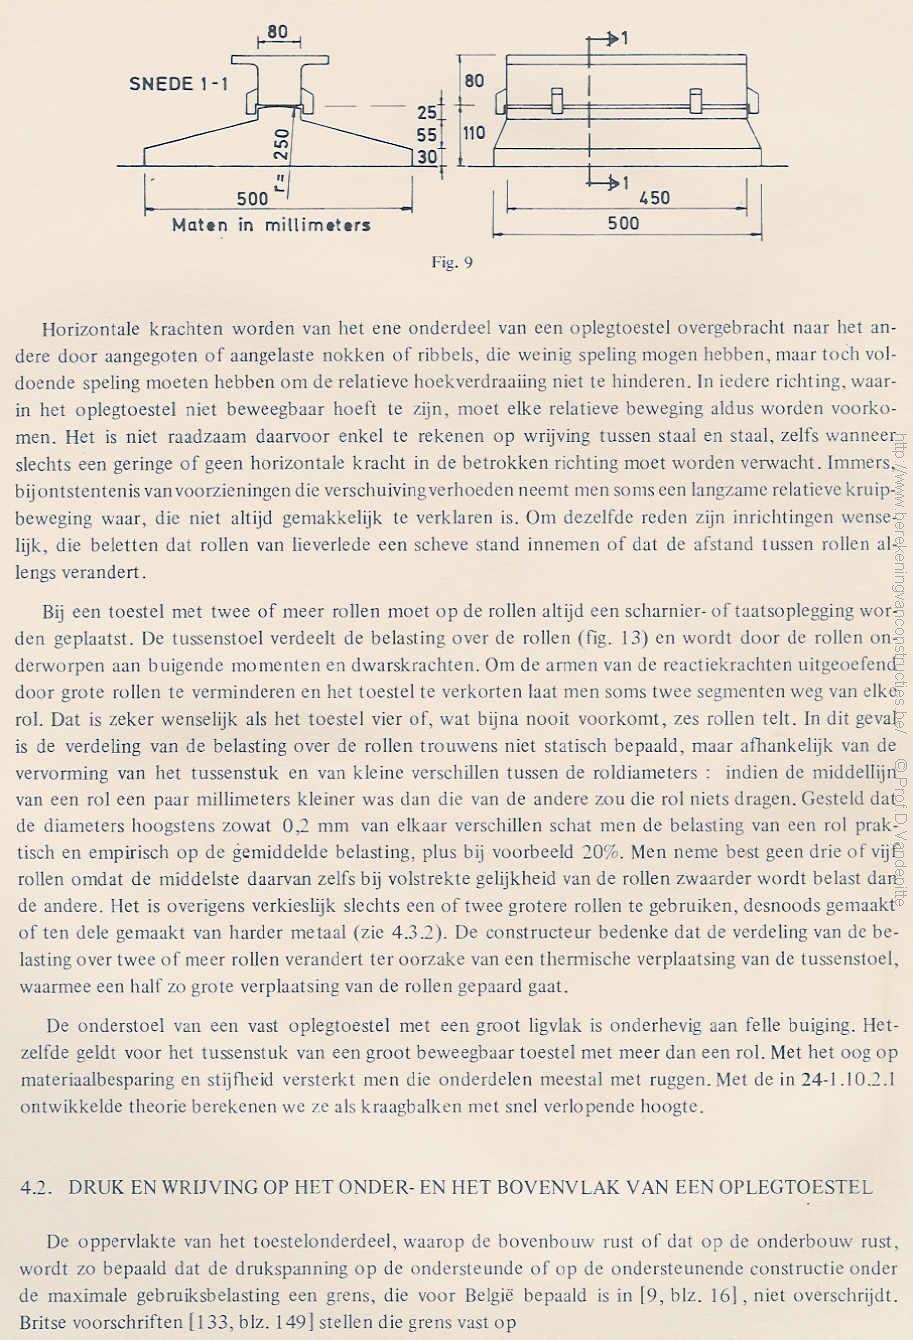 80
1
SNEDE 1-1
80
25
55
110
30
r= 250
500
1
450
500
Maten in millimeters
Fig. 9
Horizontale krachten worden van het ene onderdeel van een oplegtoestel overgebracht naar het an-
dere door aangegoten of aangelaste nokken of ribbels, die weinig speling mogen hebben, maar toch vol-
doende speling moeten hebben om de relatieve hoekverdraaiing niet te hinderen. In iedere richting, waar-
in het oplegtoestel niet beweegbaar hoeft te zijn, moet elke relatieve beweging aldus worden voorko-
men. Het is niet raadzaam daarvoor enkel te rekenen op wrijving tussen staal en staal, zelfs wanneer
slechts een geringe of geen horizontale kracht in de betrokken richting moet worden verwacht. Immers,
bij ontstentenis van voorzieningen die verschuiving verhoeden neemt men soms een langzame relatieve kruip-
beweging waar, die niet altijd gemakkelijk te verklaren is. Om dezelfde reden zijn inrichtingen wense-
lijk, die beletten dat rollen van lieverlede een scheve stand innemen of dat de afstand tussen rollen al-
lengs verandert.
Bij een toestel met twee of meer rollen moet op de rollen altijd een scharnier- of taatsoplegging wor-
den geplaatst. De tussenstoel verdeelt de belasting over de rollen (fig. 13) en wordt door de rollen on-
derworpen aan buigende momenten en dwarskrachten. Om de armen van de reactiekrachten uitgeoefend
door grote rollen te verminderen en het toestel te verkorten laat men soms twee segmenten weg van elke
rol. Dat is zeker wenselijk als het toestel vier of, wat bijna nooit voorkomt, zes rollen telt. In dit geval
is de verdeling van de belasting over de rollen trouwens niet statisch bepaald, maar afhankelijk van de
vervorming van het tussenstuk en van kleine verschillen tussen de roldiameters : indien de middellijn
van een rol een paar millimeters kleiner was dan die van de andere zou die rol niets dragen. Gesteld dat
de diameters hoogstens zowat 0,2 mm van elkaar verschillen schat men de belasting van een rol prak-
tisch en empirisch op de gemiddelde belasting, plus bij voorbeeld 20%. Men neme best geen drie of vijf
rollen omdat de middelste daarvan zelfs bij volstrekte gelijkheid van de rollen zwaarder wordt belast dan
de andere. Het is overigens verkieslijk slechts een of twee grotere rollen te gebruiken, desnoods gemaakt
of ten dele gemaakt van harder metaal (zie 4.3.2). De constructeur bedenke dat de verdeling van de be-
lasting over twee of meer rollen verandert ter oorzake van een thermische verplaatsing van de tussenstoel,
waarmee een half zo grote verplaatsing van de rollen gepaard gaat.
De onderstoel van een vast oplegtoestel met een groot ligvlak is onderhevig aan felle buiging. Het-
zelfde geldt voor het tussenstuk van een groot beweegbaar toestel met meer dan een rol. Met het oog op
materiaalbesparing en stijfheid versterkt men die onderdelen meestal met ruggen. Met de in 24-1.10.2.1
ontwikkelde theorie berekenen we ze als kraagbalken met snel verlopende hoogte.
4.2. DRUK EN WRIJVING OP HET ONDER- EN HET BOVENVLAK VAN EEN OPLEGTOESTEL
De oppervlakte van het toestelonderdeel, waarop de bovenbouw rust of dat op de onderbouw rust,
wordt zo bepaald dat de drukspanning op de ondersteunde of op de ondersteunende constructie onder
de maximale gebruiksbelasting een grens, die voor België bepaald is in [9, blz. 16], niet overschrijdt.
Britse voorschriften [133, blz. 149] stellen die grens vast op
http://www.berekeningvanconstructies.be/ © Prof.D.Vandepitte